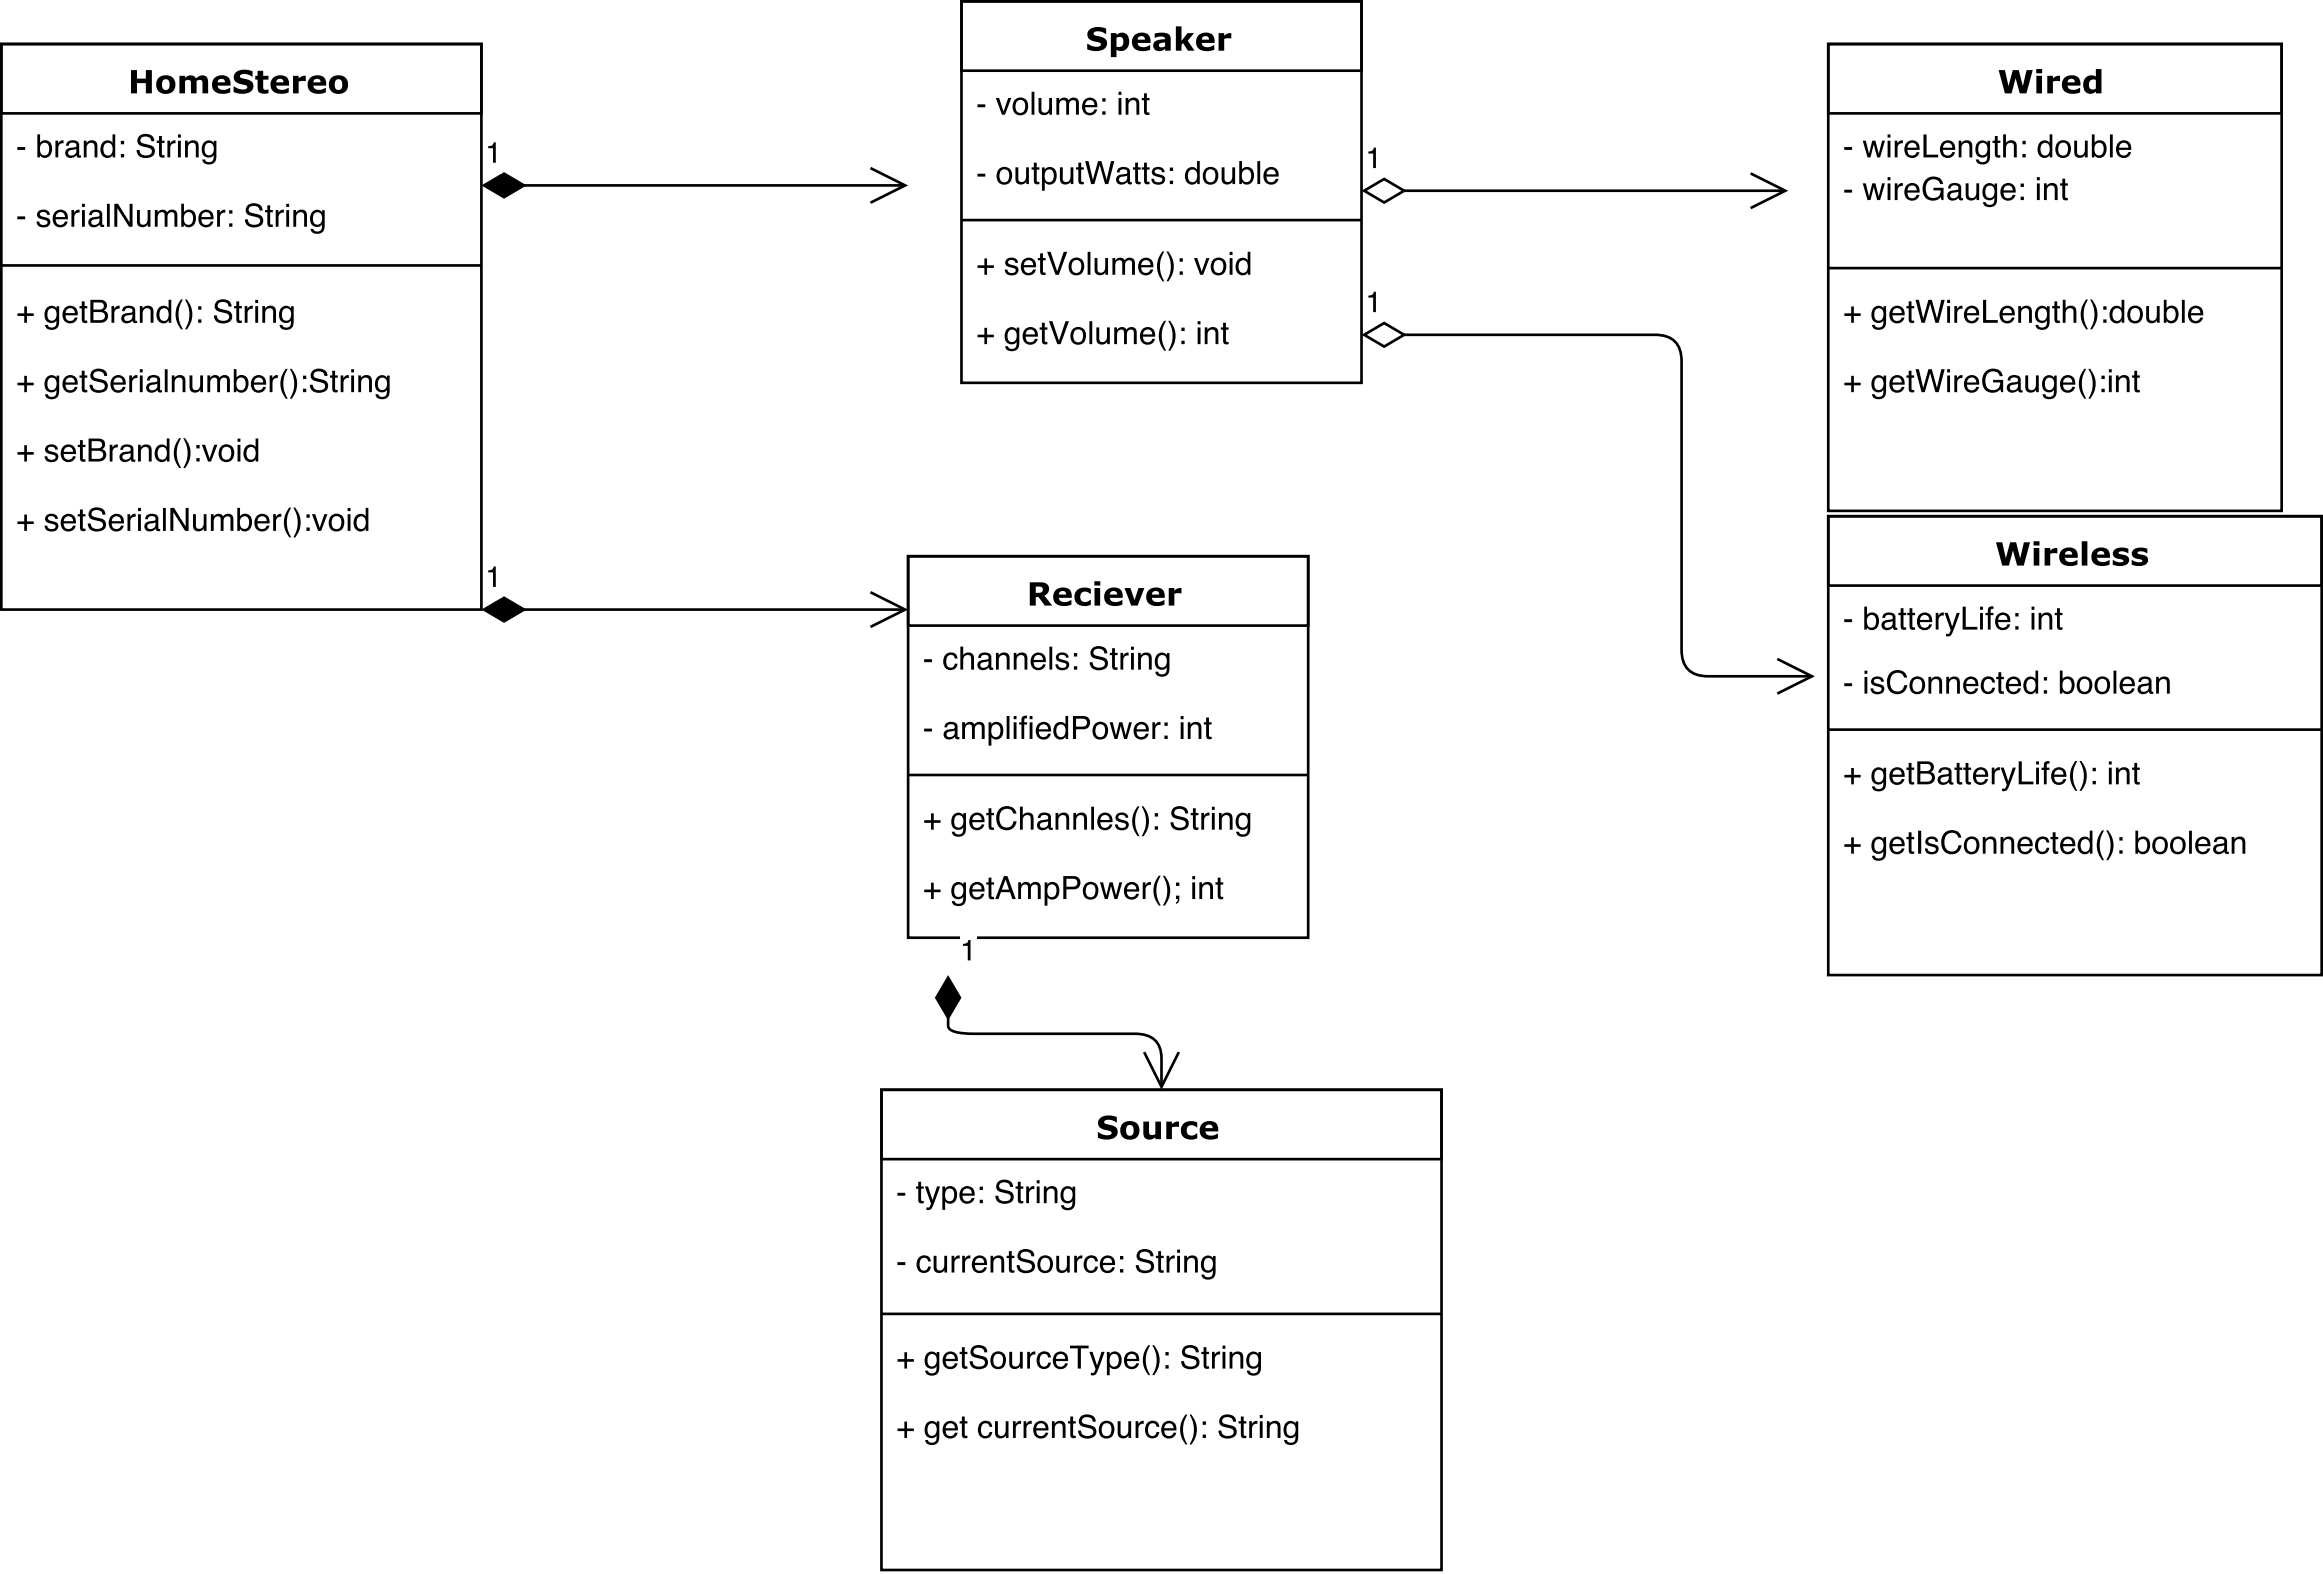 HomeStereo
- brand: String
- serialNumber: String
+ getBrand(): String
+ getSerialnumber():String
+ setBrand():void
+ setSerialNumber():void
1
1
Speaker
- volume: int
- outputWatts: double
+ setVolume(): void
+ getVolume(): int
1
1
Wired
- wireLength: double
- wireGauge: int
+ getWireLength():double
+ getWireGauge():int
Wireless
- batteryLife: int
- isConnected: boolean
+ getBatteryLife(): int
+ getIsConnected(): boolean
Reciever
- channels: String
- amplifiedPower: int
+ getChannles(): String
+ getAmpPower(); int
1
Source
- type: String
- currentSource: String
+ getSourceType(): String
+ get currentSource(): String